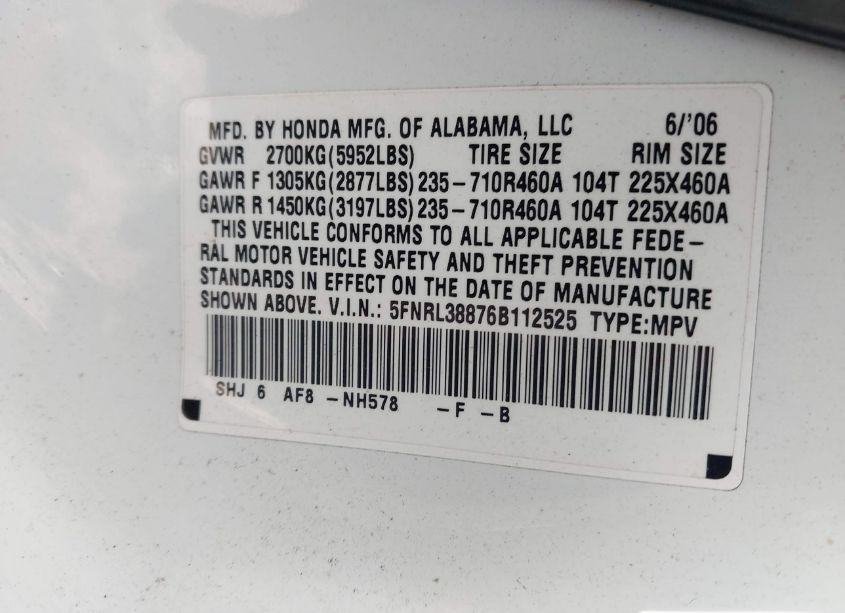 MFD. BY HONDA MFG. OF ALABAMA, LLC 6/'06
GVWR 2700KG(5952LBS) TIRE SIZE RIM SIZE
GAWR F 1305KG(2877LBS) 235-710R460A 104T 225X460A
GAWR R 1450KG(3197LBS) 235-710R460A 104T 225X460A
THIS VEHICLE CONFORMS TO ALL APPLICABLE FEDE-
RAL MOTOR VEHICLE SAFETY AND THEFT PREVENTION
STANDARDS IN EFFECT ON THE DATE OF MANUFACTURE
SHOWN ABOVE. V.I.N.: 5FNRL38876B112525 TYPE:MPV
SHJ 6 AF8 -NH578 -F -B